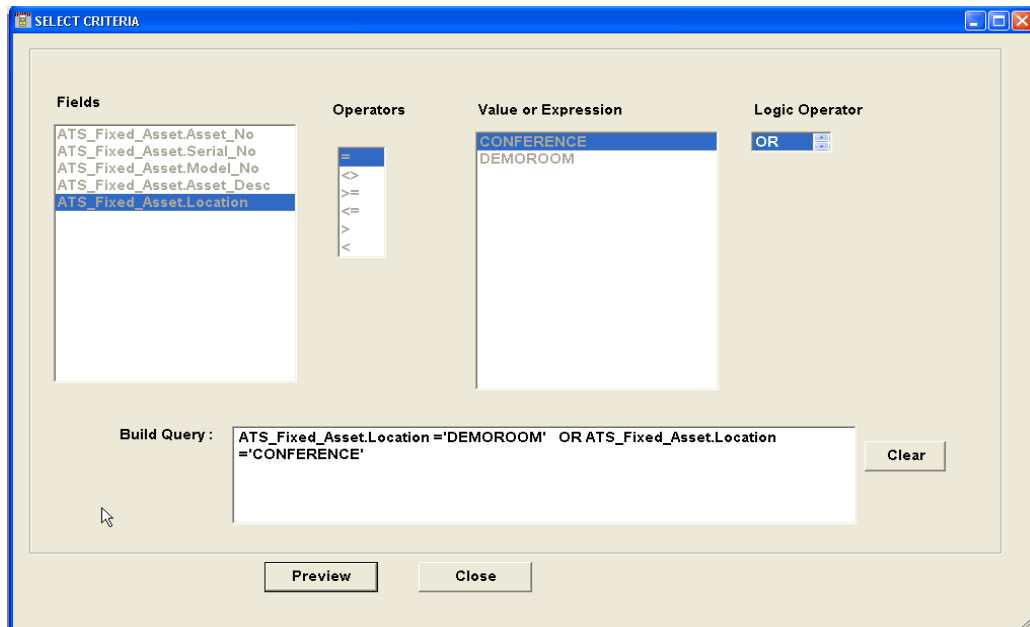 SELECT CRITERIA
Fields
Operators
Value or Expression
Logic Operator
ATS_Fixed_Asset.Asset_No
ATS_Fixed_Asset.Serial_No
ATS_Fixed_Asset.Model_No
ATS_Fixed_Asset.Asset_Desc
ATS_Fixed_Asset.Location
=
<>
>=
<=
>
<
CONFERENCE
DEMOROOM
OR
Build Query :
ATS_Fixed_Asset.Location ='DEMOROOM'   OR ATS_Fixed_Asset.Location
='CONFERENCE'
Clear
Preview
Close